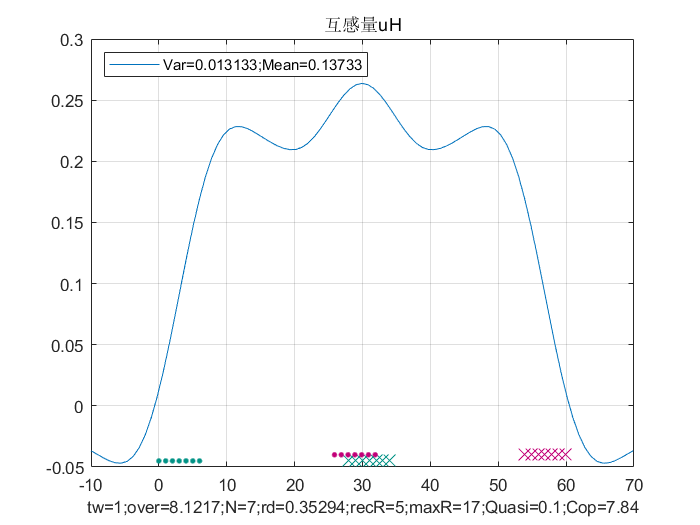 互感量uH
0.3
Var=0.013133;Mean=0.13733
0.25
0.2
0.15
0.1
0.05
0
-0.05
-10 0 10 20 30 40 50 60 70
tw=1;over=8.1217;N=7;rd=0.35294;recR=5;maxR=17;Quasi=0.1;Cop=7.84